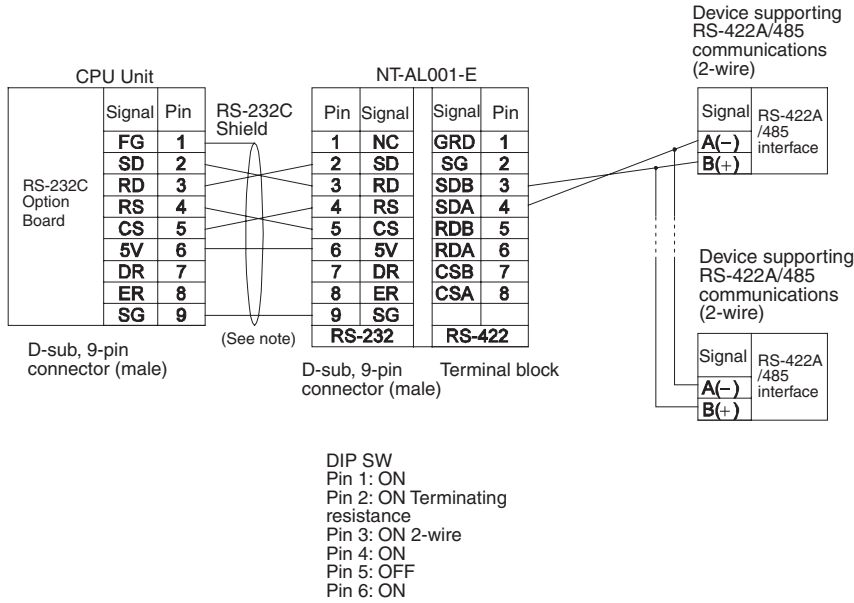 Device supporting
RS-422A/485
communications
(2-wire)
CPU Unit
NT-AL001-E
RS-232C
Option
Board
Signal Pin
FG 1
SD 2
RD 3
RS 4
CS 5
5V 6
DR 7
ER 8
SG 9
D-sub, 9-pin
connector (male)
RS-232C
Shield
(See note)
Pin Signal
1 NC
2 SD
3 RD
4 RS
5 CS
6 5V
7 DR
8 ER
9 SG
RS-232
D-sub, 9-pin
connector (male)
Signal Pin
GRD 1
SG 2
SDB 3
SDA 4
RDB 5
RDA 6
CSB 7
CSA 8
RS-422
Terminal block
Signal
A(−)
B(+)
RS-422A
/485
interface
Device supporting
RS-422A/485
communications
(2-wire)
Signal
A(−)
B(+)
RS-422A
/485
interface
DIP SW
Pin 1: ON
Pin 2: ON Terminating
resistance
Pin 3: ON 2-wire
Pin 4: ON
Pin 5: OFF
Pin 6: ON